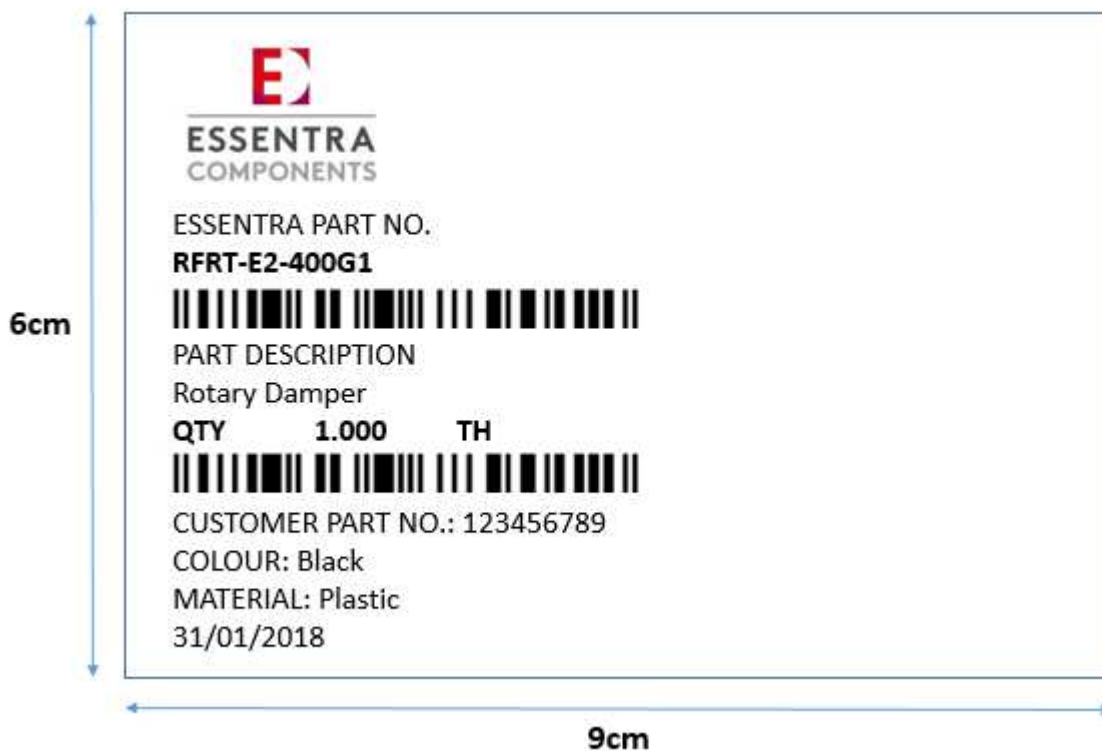 ESSENTRA
COMPONENTS
ESSENTRA PART NO.
RFRT-E2-400G1
PART DESCRIPTION
Rotary Damper
QTY 1.000 TH
CUSTOMER PART NO.: 123456789
COLOUR: Black
MATERIAL: Plastic
31/01/2018
6cm
9cm